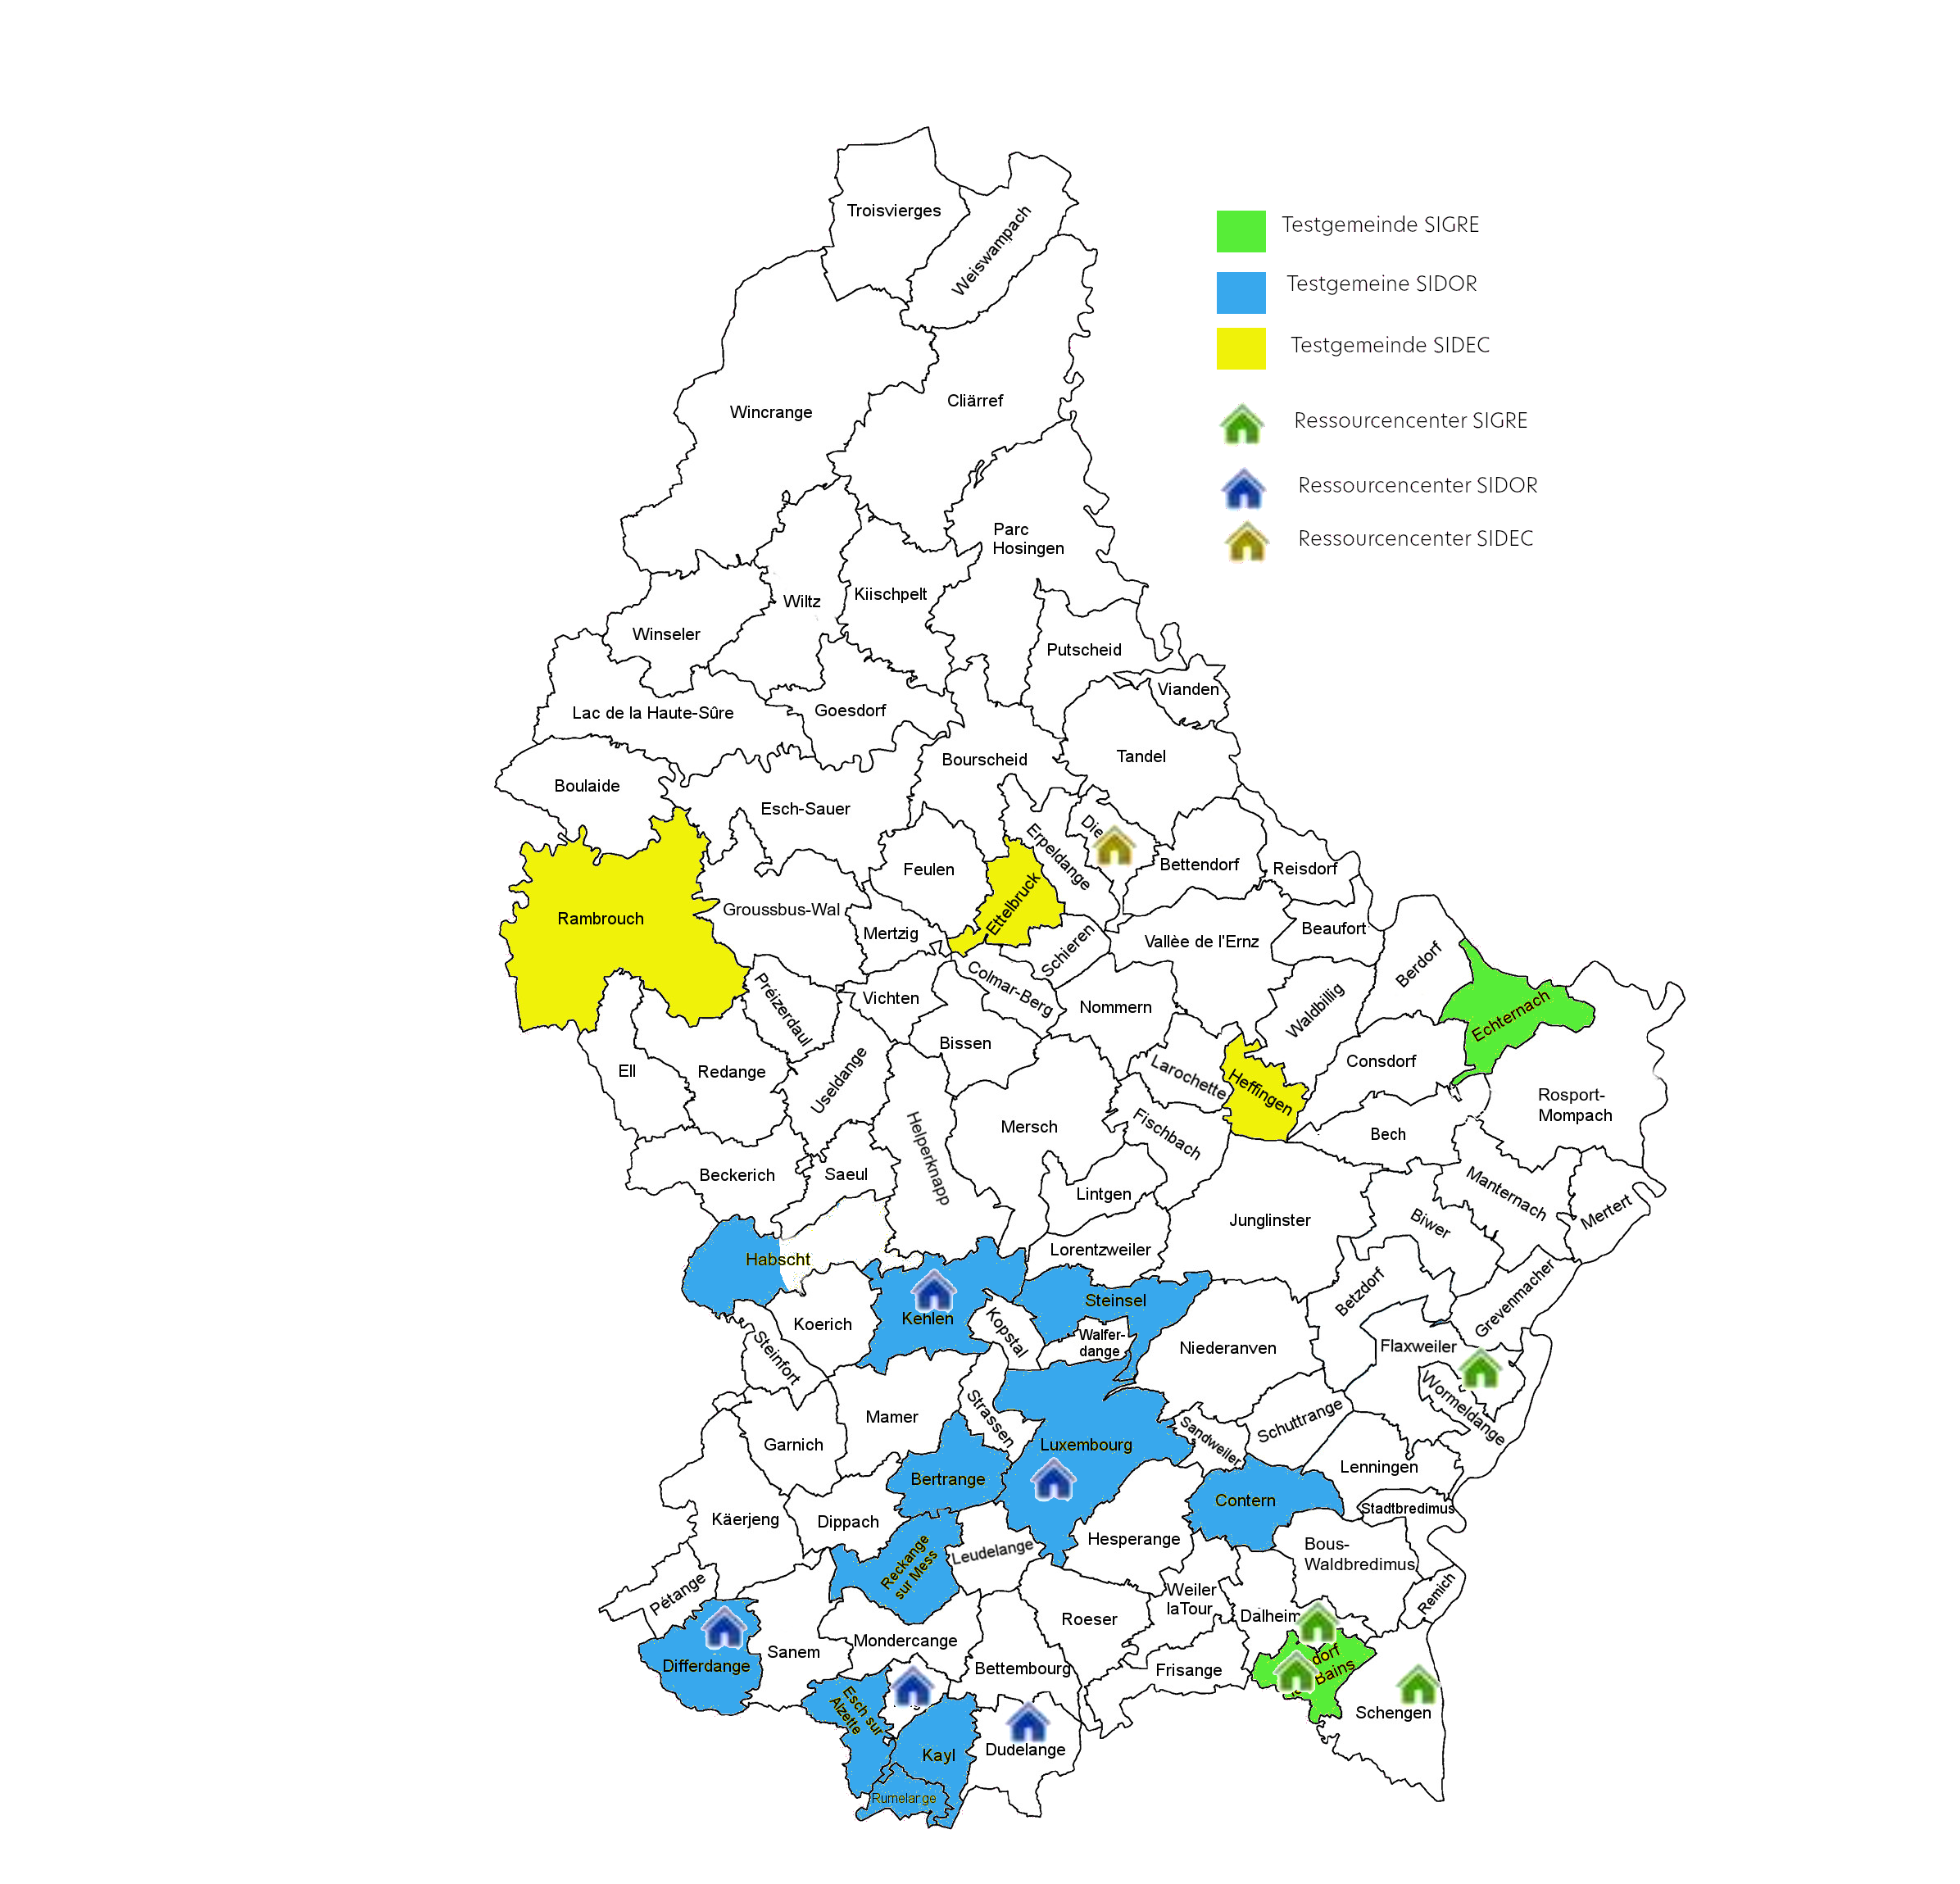 Troisvierges
Weiswampach
Testgemeinde SIGRE
Testgemeine SIDOR
Testgemeinde SIDEC
Ressourcencenter SIGRE
Ressourcencenter SIDOR
Ressourcencenter SIDEC
Wincrange
Cliärref
Parc
Hosingen
Wiltz
Kiischpelt
Winseler
Putscheid
Vianden
Lac de la Haute-Sûre
Goesdorf
Bourscheid
Tandel
Boulaide
Esch-Sauer
Die
Erpeldange
Feulen
Bettendorf
Reisdorf
Rambrouch
Groussbus-Wal
Ettelbruck
Mertzig
Schieren
Vallèe de l'Ernz
Beaufort
Berdorf
Préizerdaul
Vichten
Colmar-Berg
Nommern
Waldbillig
Echternach
Bissen
Ell
Redange
Useldange
Larochette
Heffingen
Consdorf
Rosport-
Mompach
Helperknapp
Mersch
Fischbach
Bech
Beckerich
Saeul
Lintgen
Manternach
Mertert
Junglinster
Biwer
Habscht
Lorentzweiler
Betzdorf
Grevenmacher
Kehlen
Steinsel
Koerich
Kopstal
Walfer-
dange
Niederanven
Flaxweiler
Steinfort
Wormeldange
Mamer
Strassen
Garnich
Luxembourg
Sandweiler
Schuttrange
Lenningen
Bertrange
Contern
Stadtbredimus
Käerjeng
Dippach
Hesperange
Leudelange
Bous-
Waldbredimus
Reckange
sur Mess
Pétange
Weiler
laTour
Remich
Roeser
Dalheim
Mondercange
Sanem
Differdange
Bettembourg
Frisange
dorf
Bains
Schengen
Esch sur
Alzette
Kayl
Dudelange
Rumelange